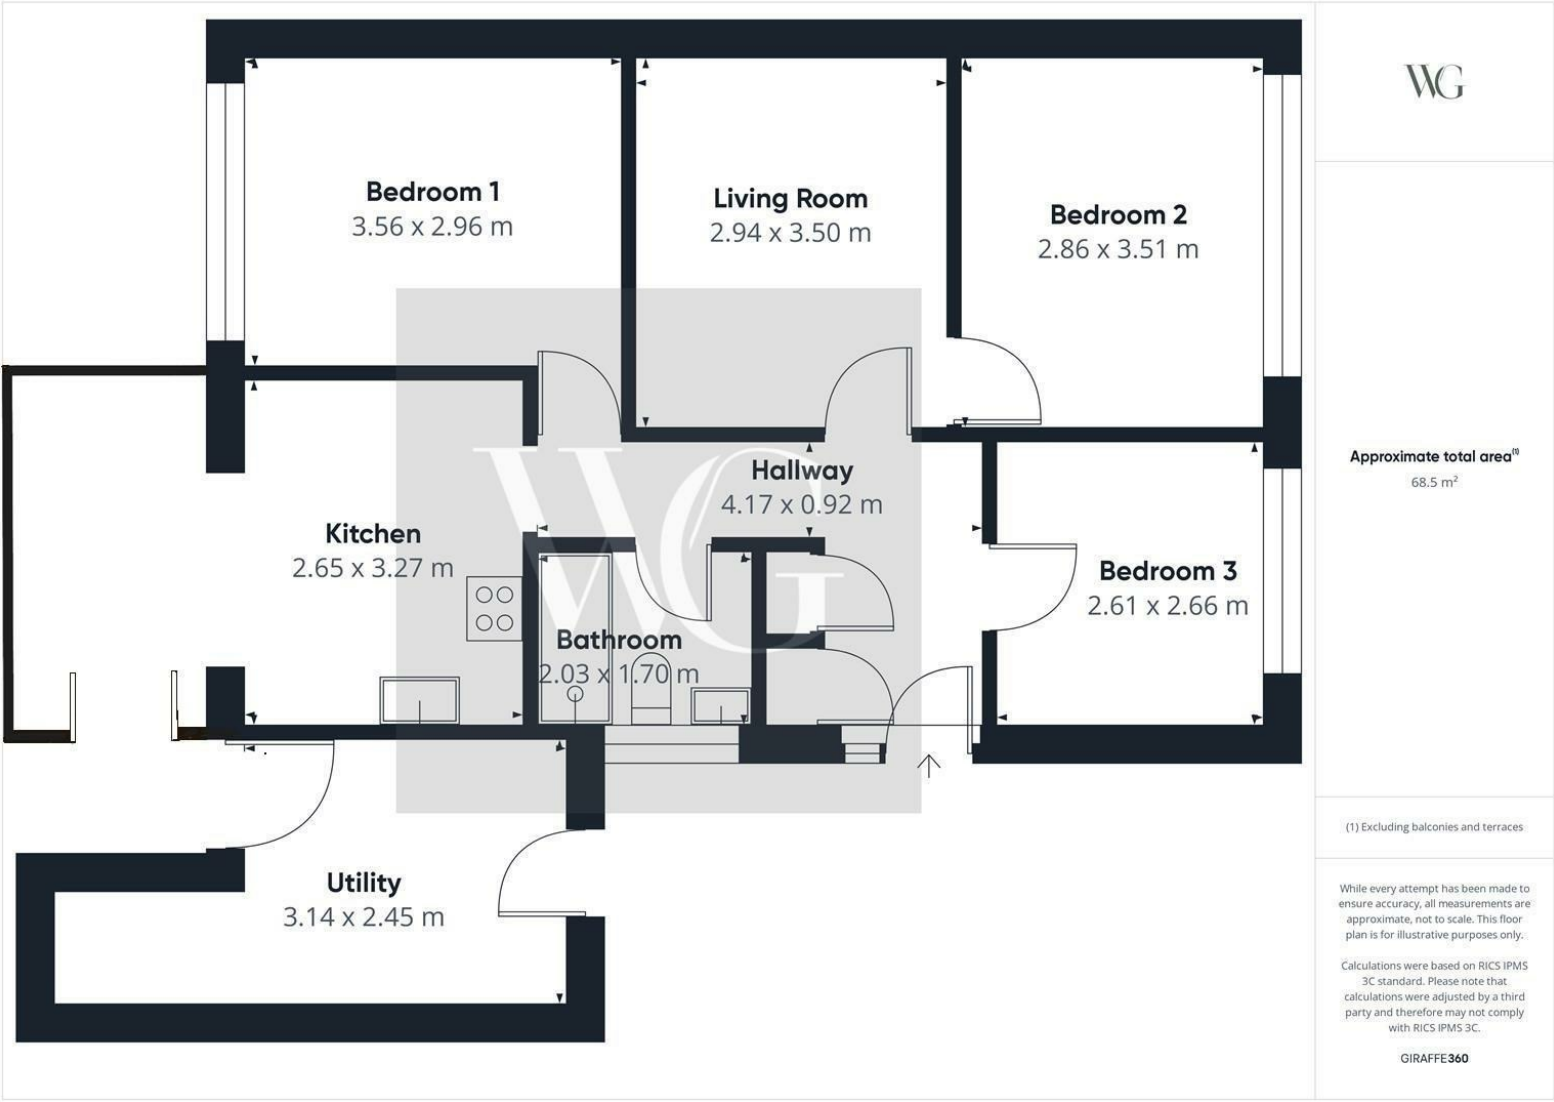 WG
Bedroom 1
3.56 x 2.96 m
Living Room
2.94 x 3.50 m
Bedroom 2
2.86 x 3.51 m
Hallway
4.17 x 0.92 m
Kitchen
2.65 x 3.27 m
Bedroom 3
2.61 x 2.66 m
Bathroom
2.03 x 1.70 m
WG
Utility
3.14 x 2.45 m
Approximate total area(1)
68.5 m²
(1) Excluding balconies and terraces
While every attempt has been made to
ensure accuracy, all measurements are
approximate, not to scale. This floor
plan is for illustrative purposes only.
Calculations were based on RICS IPMS
3C standard. Please note that
calculations were adjusted by a third
party and therefore may not comply
with RICS IPMS 3C.
GIRAFFE360